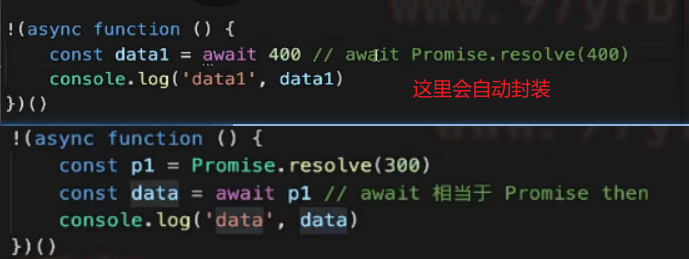 !(async function () {
const data1 = await 400 // await Promise.resolve(400)
console.log('data1', data1)
这里会自动封装
})()
!(async function () {
const p1 = Promise.resolve(300)
const data = await p1 // await 相当于 Promise then
console.log('data', data)
})()